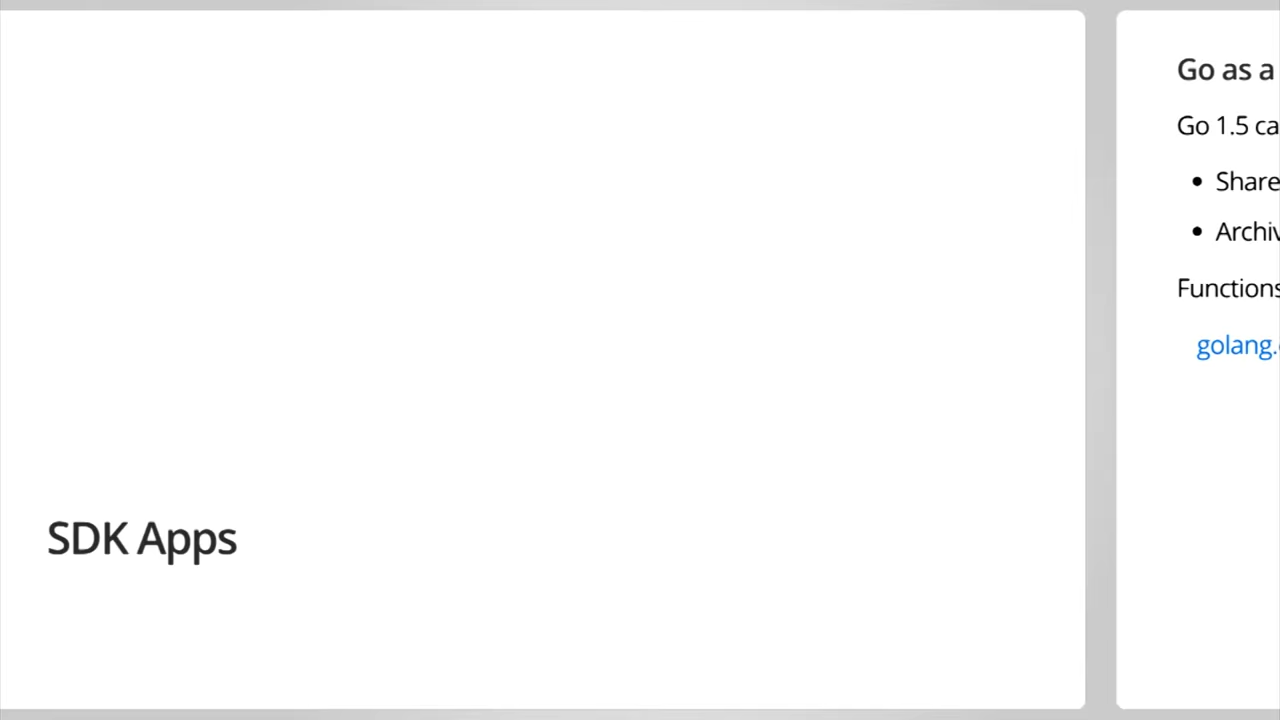 SDK Apps
Go as a
Go 1.5 ca
• Share
• Archiv
Functions
golang.